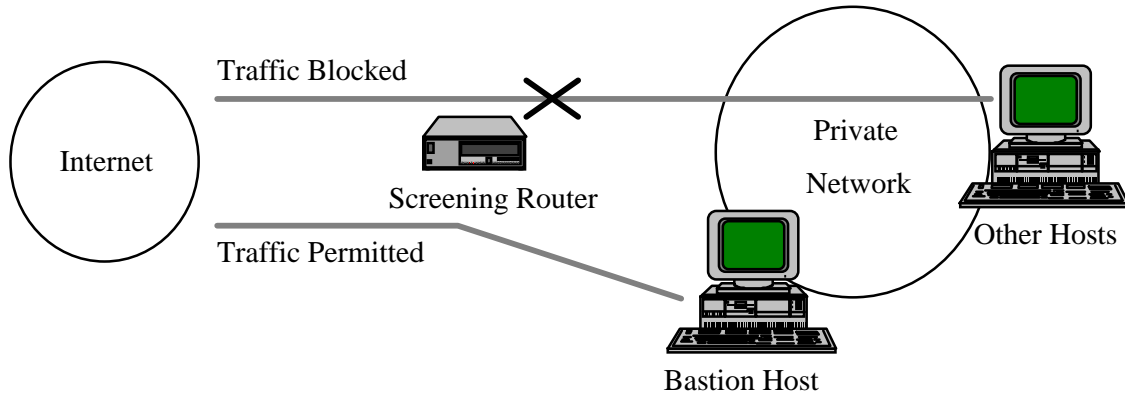 Traffic Blocked
Internet
Screening Router
Traffic Permitted
Private
Network
Other Hosts
Bastion Host